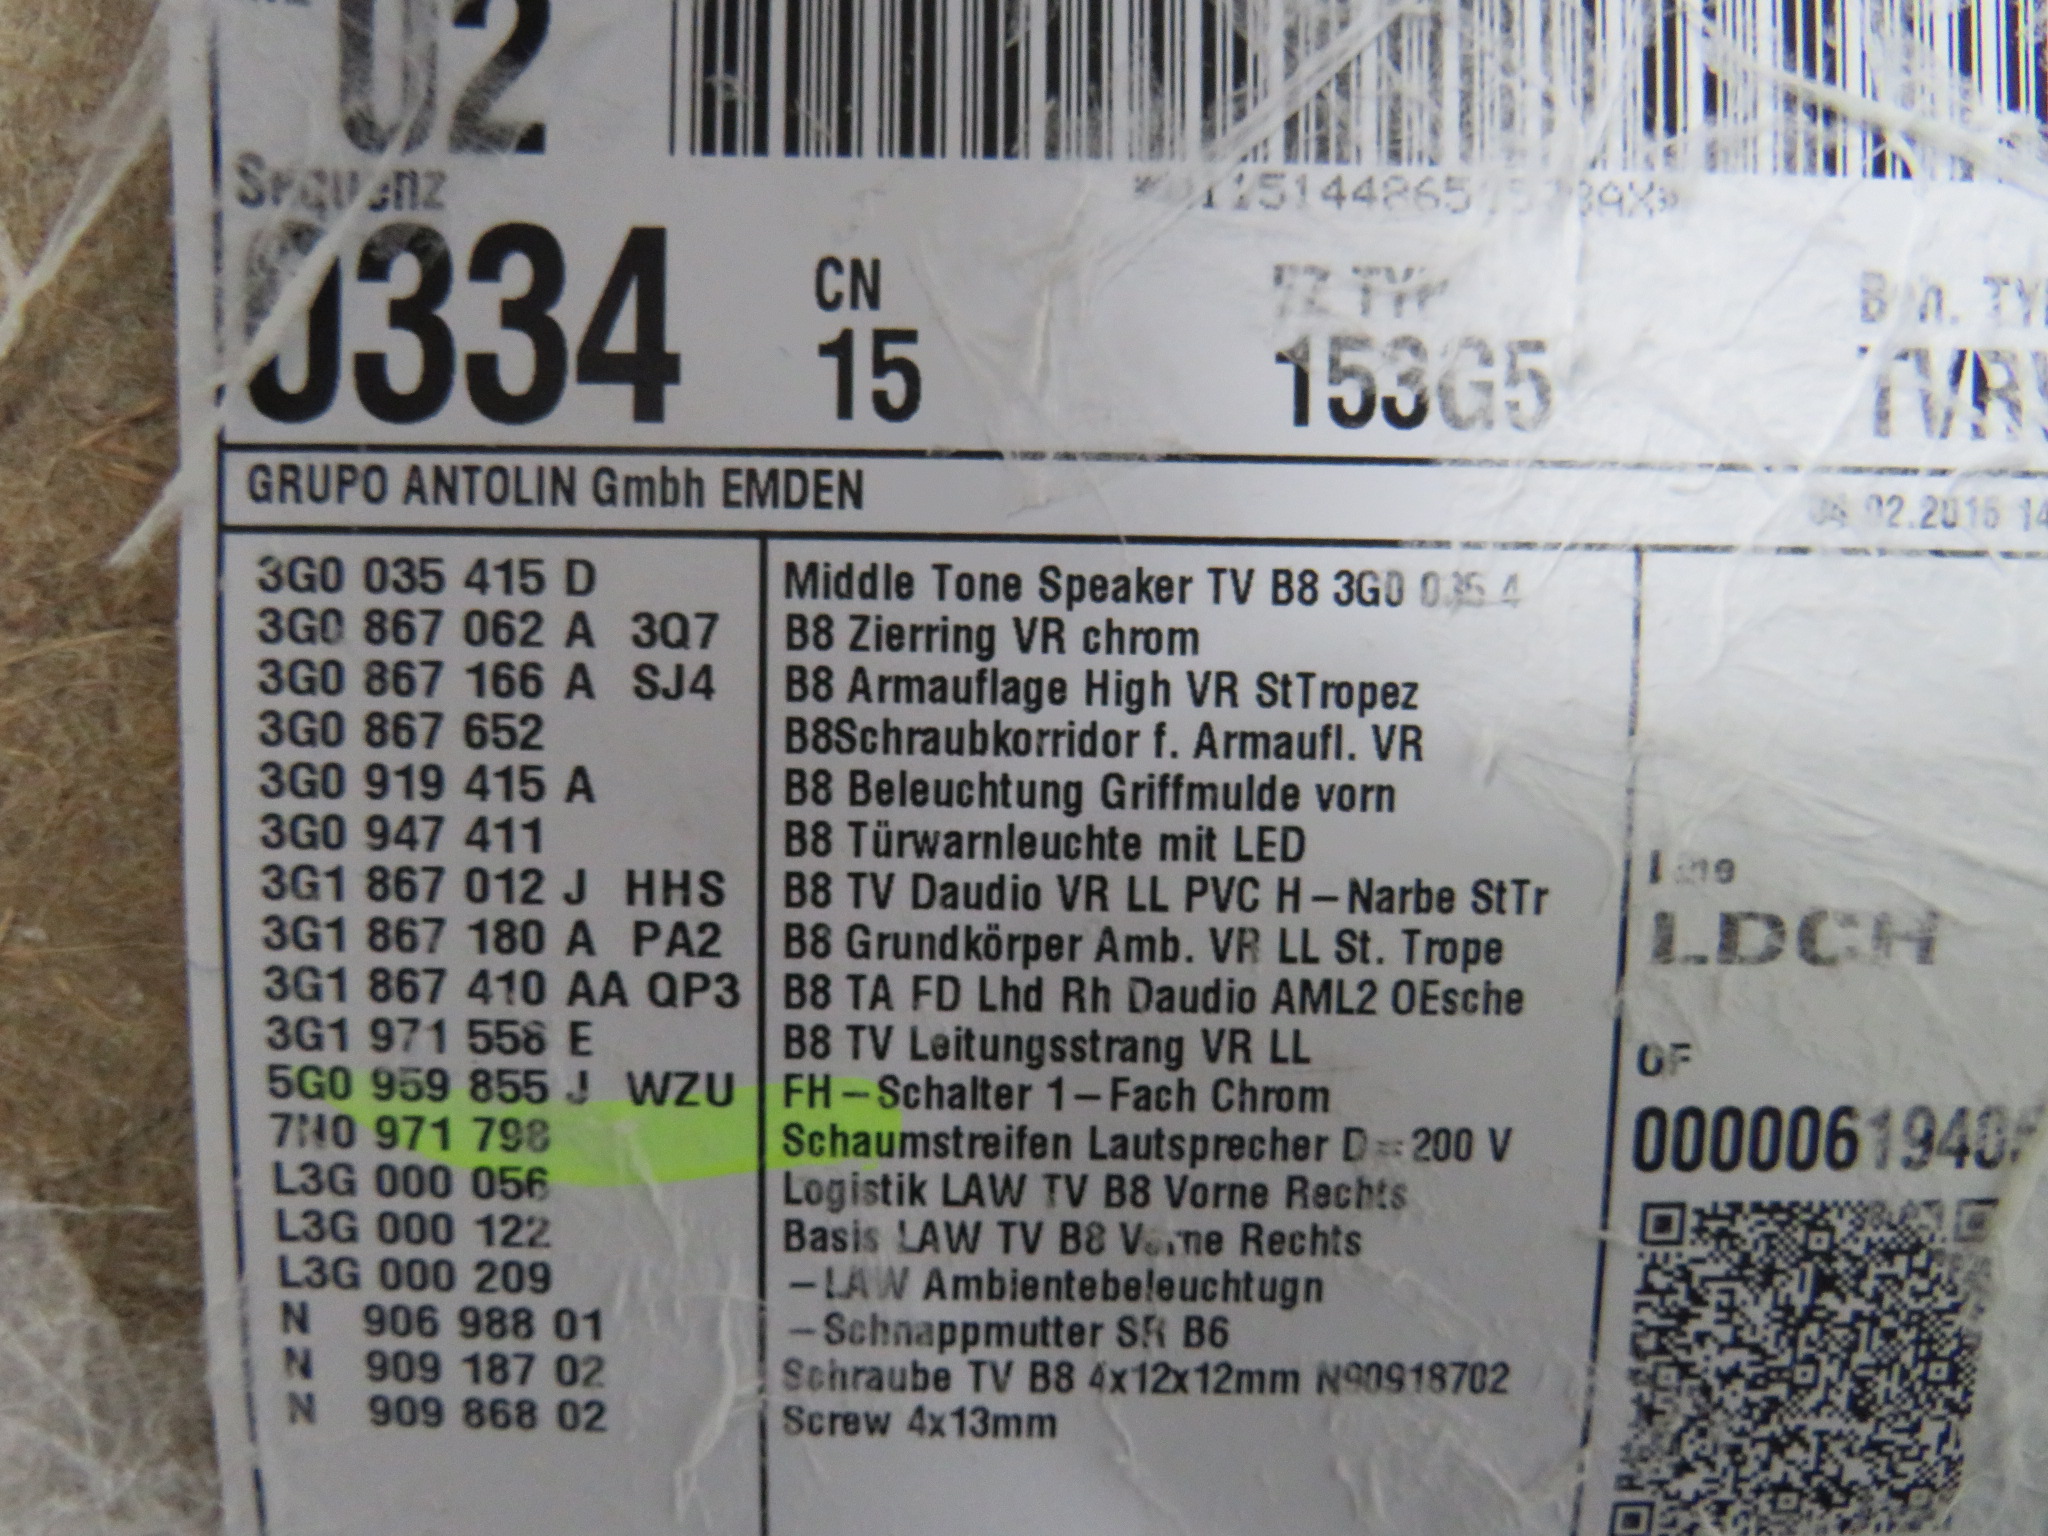 02
Sequenz
0334
CN
15
FZ TYP
153G5
GRUPO ANTOLIN Gmbh EMDEN
3G0 035 415 D Middle Tone Speaker TV B8 3G0 035 4
3G0 867 062 A 3Q7 B8 Zierring VR chrom
3G0 867 166 A SJ4 B8 Armauflage High VR StTropez
3G0 867 652 B8Schraubkorridor f. Armaufl. VR
3G0 919 415 A B8 Beleuchtung Griffmulde vorn
3G0 947 411 B8 Türwarnleuchte mit LED
3G1 867 012 J HHS B8 TV Daudio VR LL PVC H-Narbe StTr
3G1 867 180 A PA2 B8 Grundkörper Amb. VR LL St. Trope
3G1 867 410 AA QP3 B8 TA FD Lhd Rh Daudio AML2 OEsche
3G1 971 558 E B8 TV Leitungsstrang VR LL
5G0 959 855 J WZU FH-Schalter 1-Fach Chrom
7N0 971 798 Schaumstreifen Lautsprecher D=200 V
L3G 000 056 Logistik LAW TV B8 Vorne Rechts
L3G 000 122 Basis LAW TV B8 Vorne Rechts
L3G 000 209 -LAW Ambientebeleuchtugn
N 906 988 01 -Schnappmutter SR B6
N 909 187 02 Schraube TV B8 4x12x12mm N90918702
N 909 868 02 Screw 4x13mm
LDCH
OF